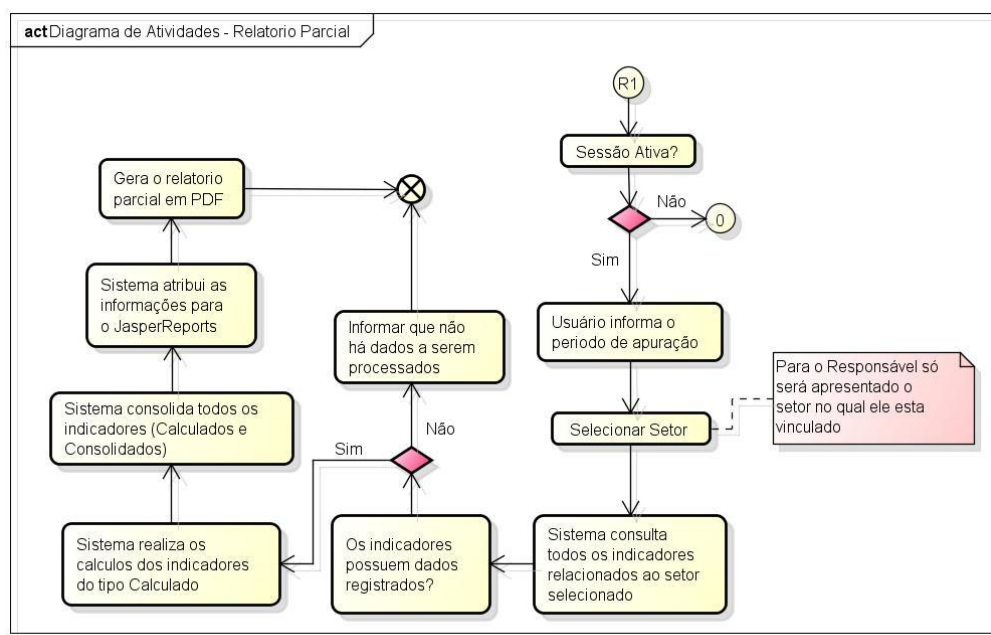 act Diagrama de Atividades - Relatorio Parcial
R1
Sessão Ativa?
Não
0
Sim
Usuário informa o
periodo de apuração
Selecionar Setor
Para o Responsável só
será apresentado o
setor no qual ele esta
vinculado
Sistema consulta
todos os indicadores
relacionados ao setor
selecionado
Os indicadores
possuem dados
registrados?
Não
Sim
Informar que não
há dados a serem
processados
Sistema realiza os
calculos dos indicadores
do tipo Calculado
Sistema consolida todos os
indicadores (Calculados e
Consolidados)
Sistema atribui as
informações para
o JasperReports
Gera o relatorio
parcial em PDF